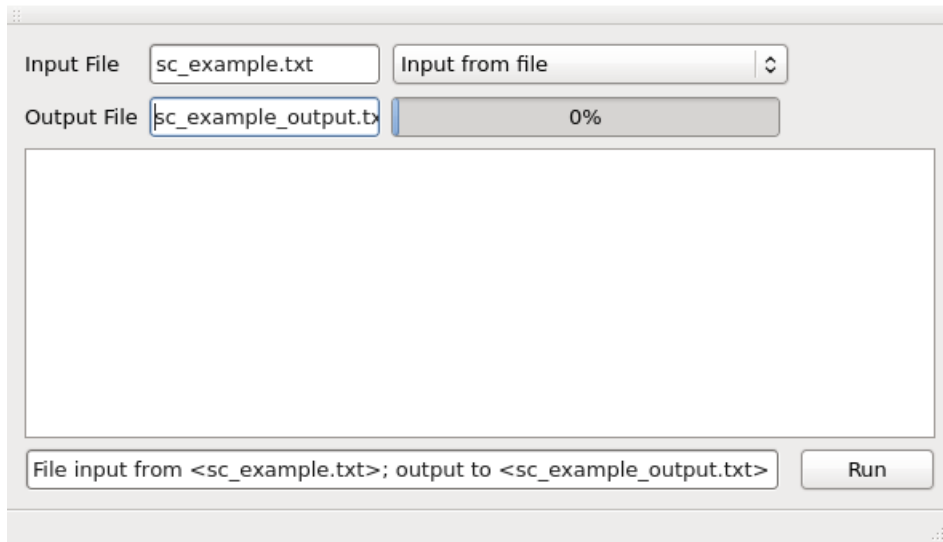 Input File sc_example.txt Input from file
Output File sc_example_output.tx 0%
File input from <sc_example.txt>; output to <sc_example_output.txt> Run